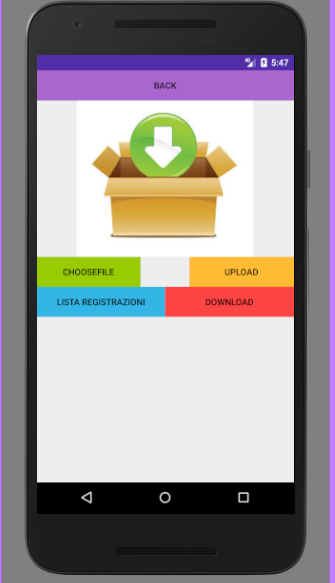 5:47
BACK
CHOOSEFILE
UPLOAD
LISTA REGISTRAZIONI
DOWNLOAD